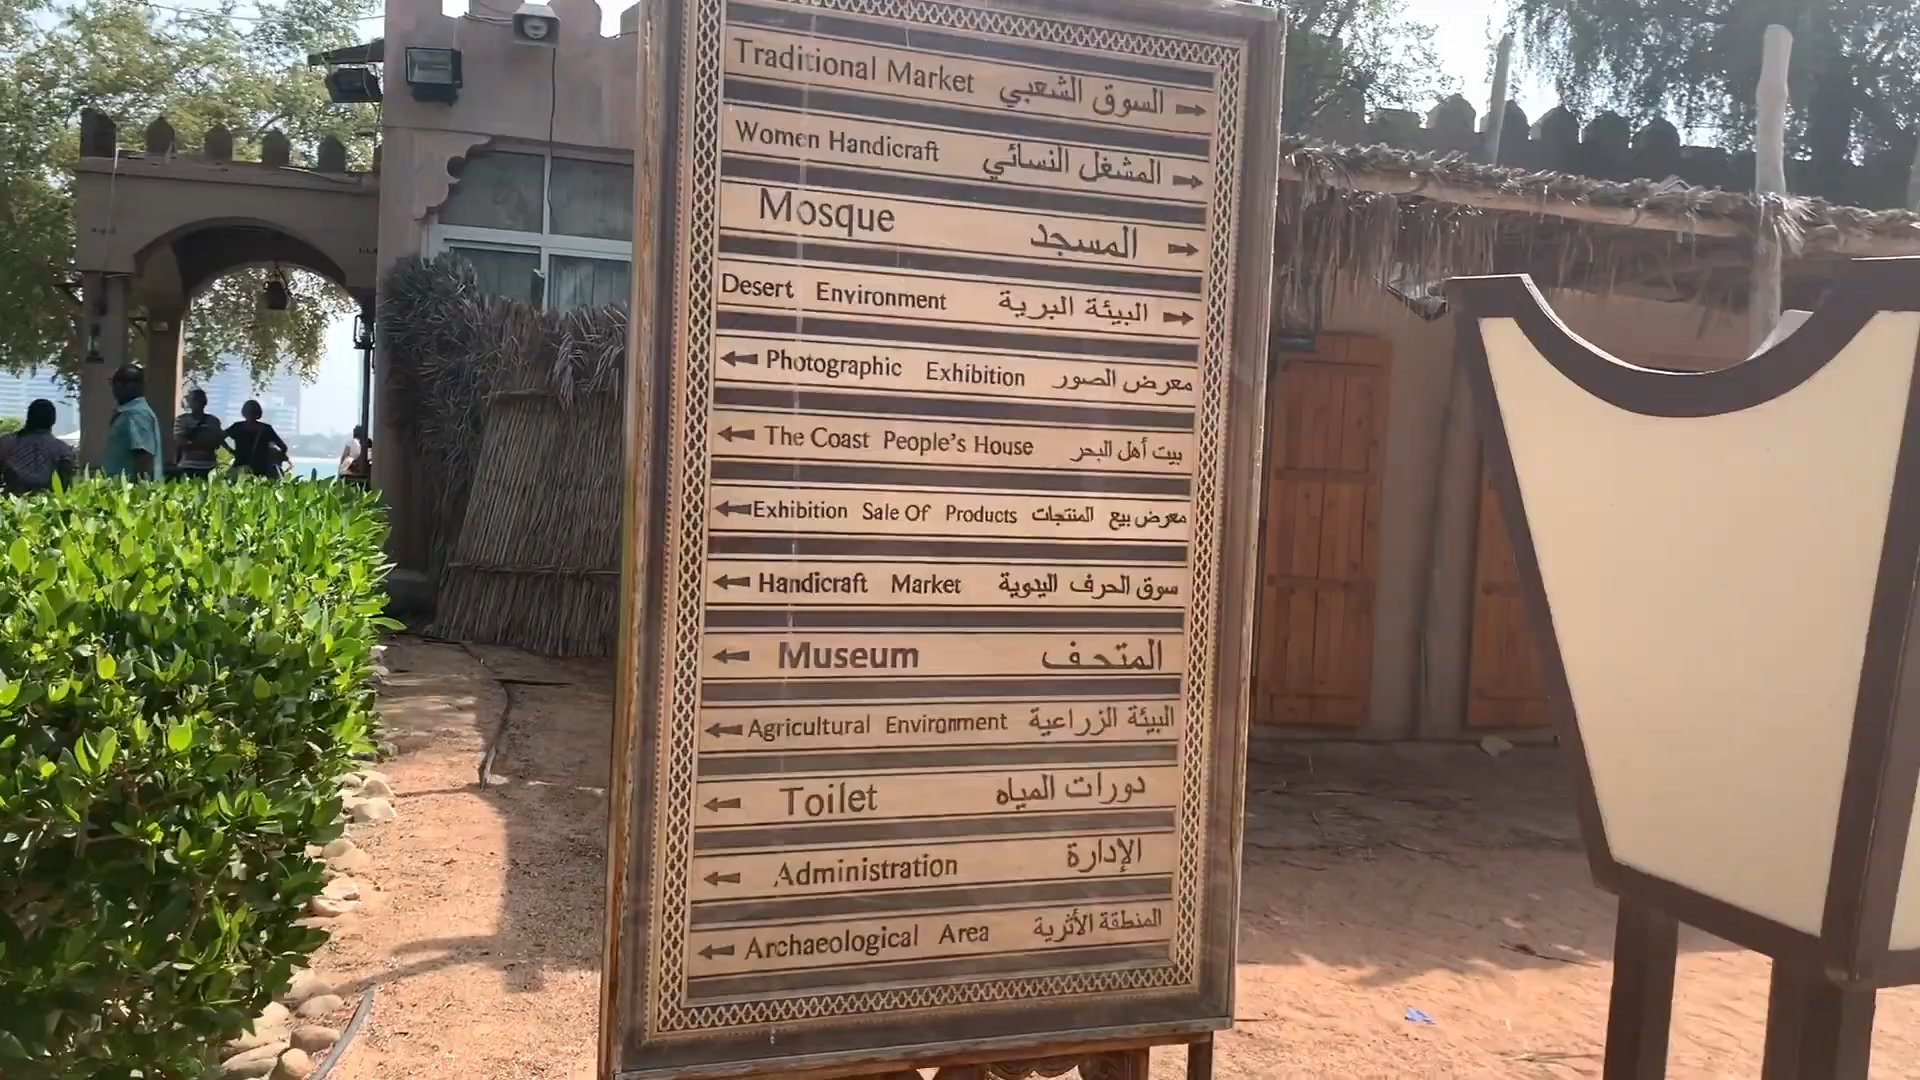 Traditional Market السوق الشعبي
Women Handicraft المشغل النسائي
Mosque المسجد
Desert Environment البيئة البرية
Photographic Exhibition معرض الصور
The Coast People's House بيت أهل البحر
Exhibition Sale Of Products معرض بيع المنتجات
Handicraft Market سوق الحرف اليدوية
Museum المتحف
Agricultural Environment البيئة الزراعية
Toilet دورات المياه
Administration الإدارة
Archaeological Area المنطقة الأثرية